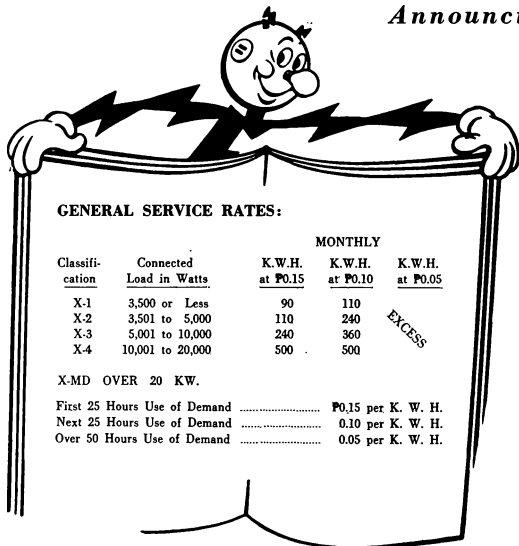 Announci
GENERAL SERVICE RATES:
MONTHLY
Classifi- Connected K.W.H. K.W.H. K.W.H.
cation Load in Watts at ₱0.15 at ₱0.10 at ₱0.05
X-1 3,500 or Less 90 110
X-2 3,501 to 5,000 110 240
X-3 5,001 to 10,000 240 360
X-4 10,001 to 20,000 500 500
EXCESS
X-MD OVER 20 KW.
First 25 Hours Use of Demand ........................ ₱0.15 per K. W. H.
Next 25 Hours Use of Demand ........................ 0.10 per K. W. H.
Over 50 Hours Use of Demand ........................ 0.05 per K. W. H.